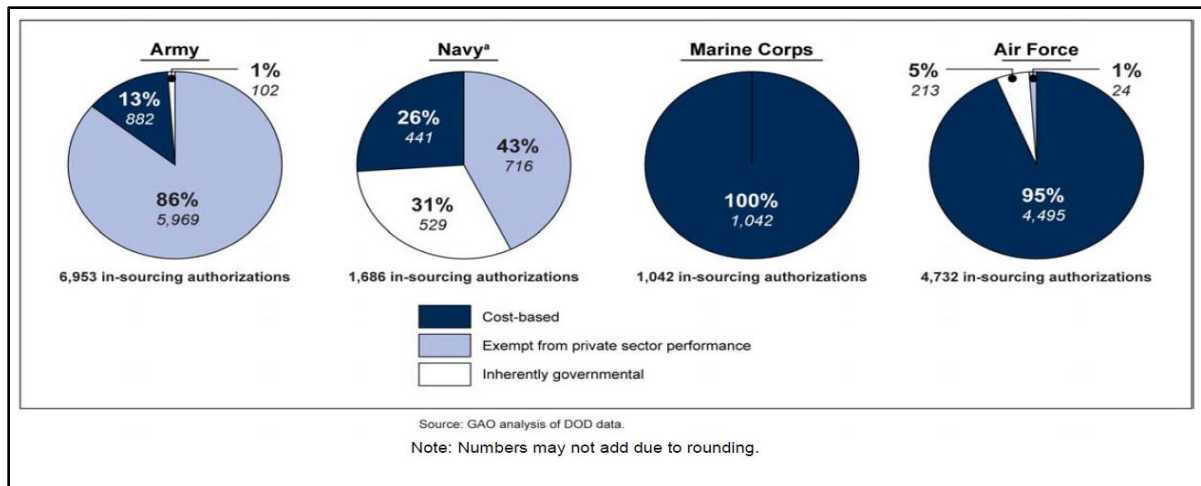 Army
1%
102
13%
882
86%
5,969
6,953 in-sourcing authorizations
Navyᵃ
26%
441
43%
716
31%
529
1,686 in-sourcing authorizations
Marine Corps
100%
1,042
1,042 in-sourcing authorizations
Air Force
5%
213
1%
24
95%
4,495
4,732 in-sourcing authorizations
Cost-based
Exempt from private sector performance
Inherently governmental
Source: GAO analysis of DOD data.
Note: Numbers may not add due to rounding.